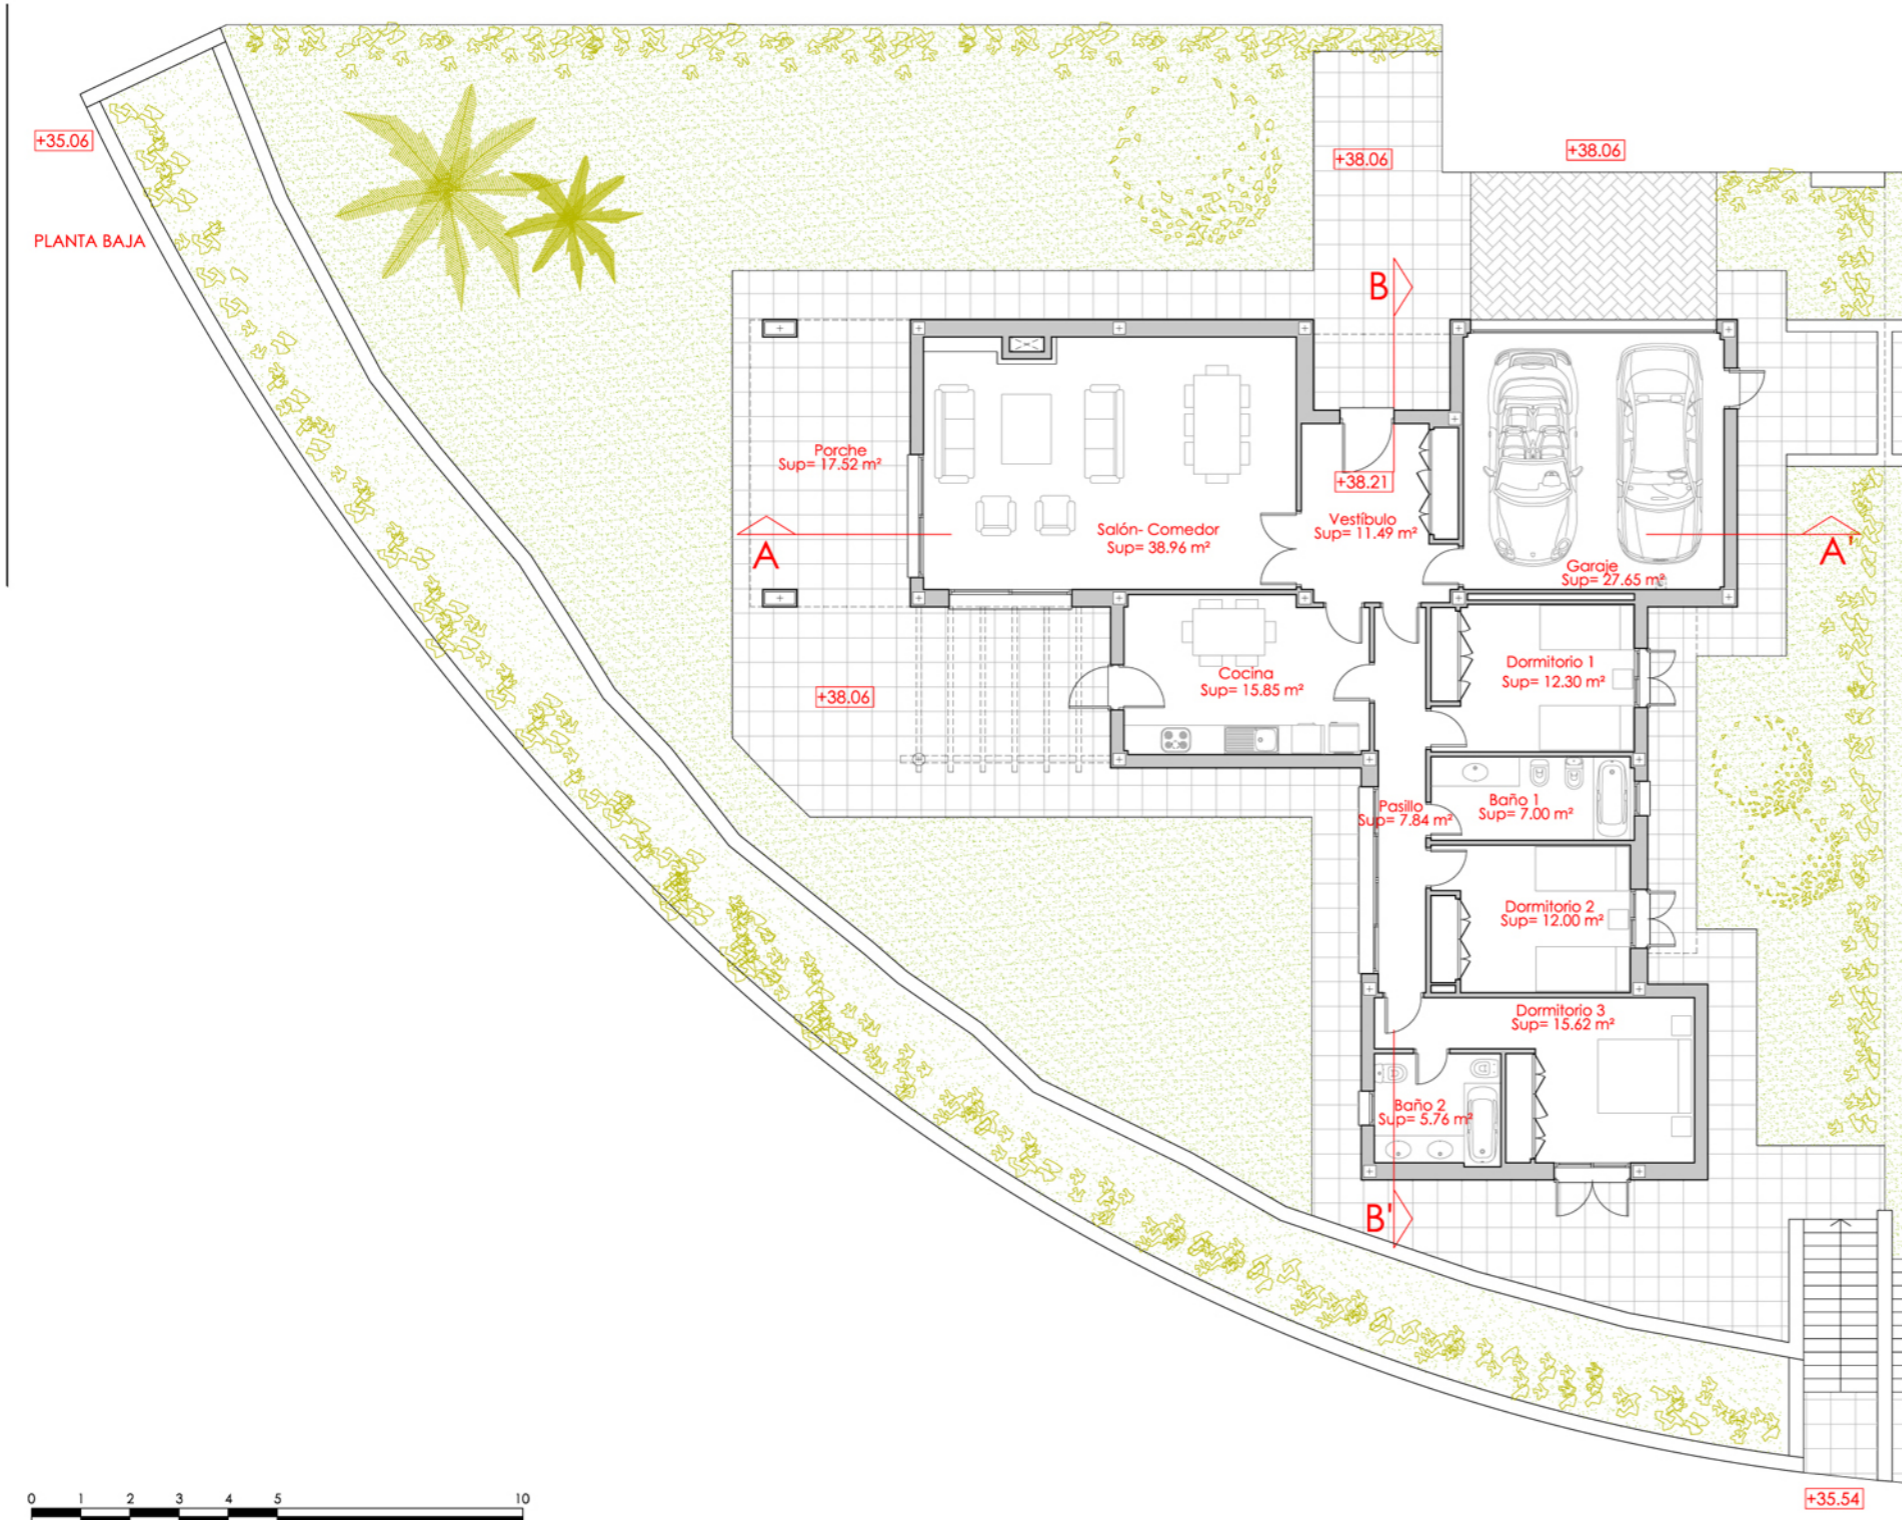 +35.06
PLANTA BAJA
+38.06
+38.06
B
Porche
Sup= 17.52 m²
+38.21
Vestíbulo
Sup= 11.49 m²
Salón- Comedor
Sup= 38.96 m²
A
A'
Garaje
Sup= 27.65 m²
+38.06
Cocina
Sup= 15.85 m²
Dormitorio 1
Sup= 12.30 m²
Pasillo
Sup= 7.84 m²
Baño 1
Sup= 7.00 m²
Dormitorio 2
Sup= 12.00 m²
Dormitorio 3
Sup= 15.62 m²
Baño 2
Sup= 5.76 m²
B'
0 1 2 3 4 5 10
+35.54